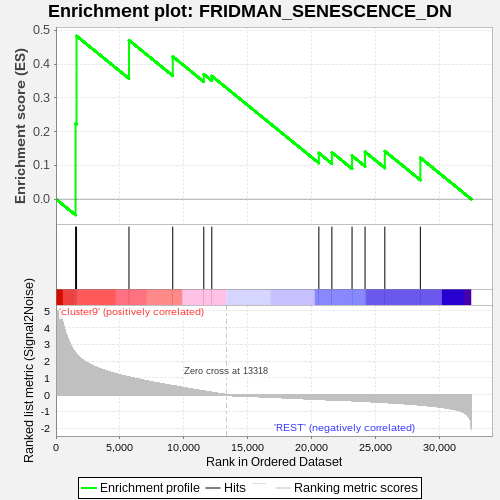 Enrichment plot: FRIDMAN_SENESCENCE_DN
Enrichment score (ES)
0.5
0.4
0.3
0.2
0.1
0.0
'cluster9' (positively correlated)
Zero cross at 13318
'REST' (negatively correlated)
Ranked list metric (Signal2Noise)
5
4
3
2
1
0
-1
-2
0 5,000 10,000 15,000 20,000 25,000 30,000
Rank in Ordered Dataset
Enrichment profile Hits Ranking metric scores